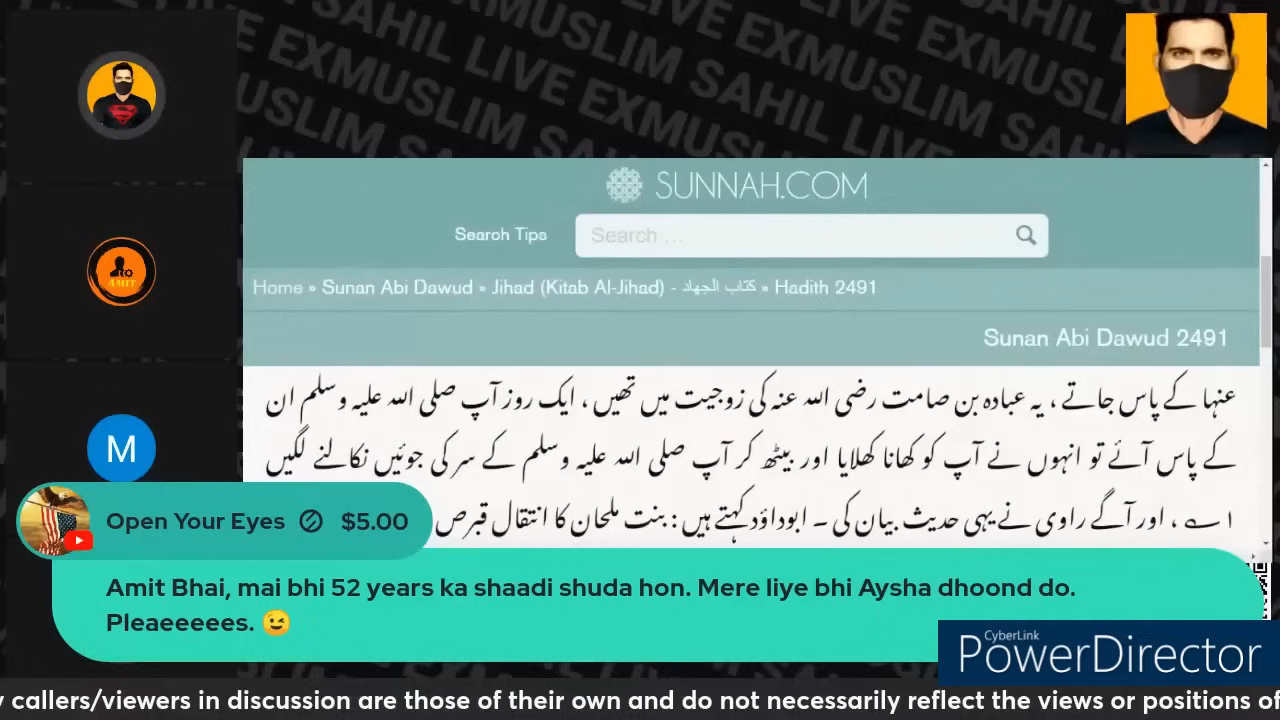 LIVE EXMUSLIM SAHIL LIVE EXMUSLIM SAHIL
SUNNAH.COM
Search Tips
Search ...
Home » Sunan Abi Dawud » Jihad (Kitab Al-Jihad) - كتاب الجهاد » Hadith 2491
Sunan Abi Dawud 2491
عنہا کے پاس جاتے ، یہ عبادہ بن صامت رضی اللہ عنہ کی زوجیت میں تھیں ، ایک روز آپ صلی اللہ علیہ وسلم ان
کے پاس آئے تو انہوں نے آپ کو کھانا کھلایا اور بیٹھ کر آپ صلی اللہ علیہ وسلم کے سر کی جوئیں نکالنے لگیں
۱؎ ، اور آگے راوی نے یہی حدیث بیان کی ۔ ابوداؤد کہتے ہیں : بنت ملحان کا انتقال قبرص
AMIT
M
Open Your Eyes $5.00
Amit Bhai, mai bhi 52 years ka shaadi shuda hon. Mere liye bhi Aysha dhoond do.
Pleaeeeees. 😉
CyberLink
PowerDirector
y callers/viewers in discussion are those of their own and do not necessarily reflect the views or positions of